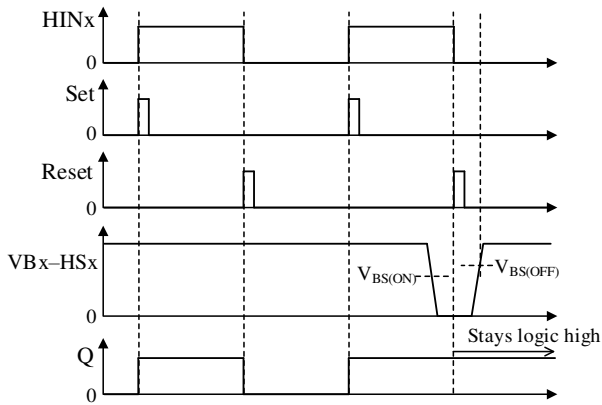 HINx
0
Set
0
Reset
0
VBx–HSx
VBS(ON)
VBS(OFF)
0
Stays logic high
Q
0